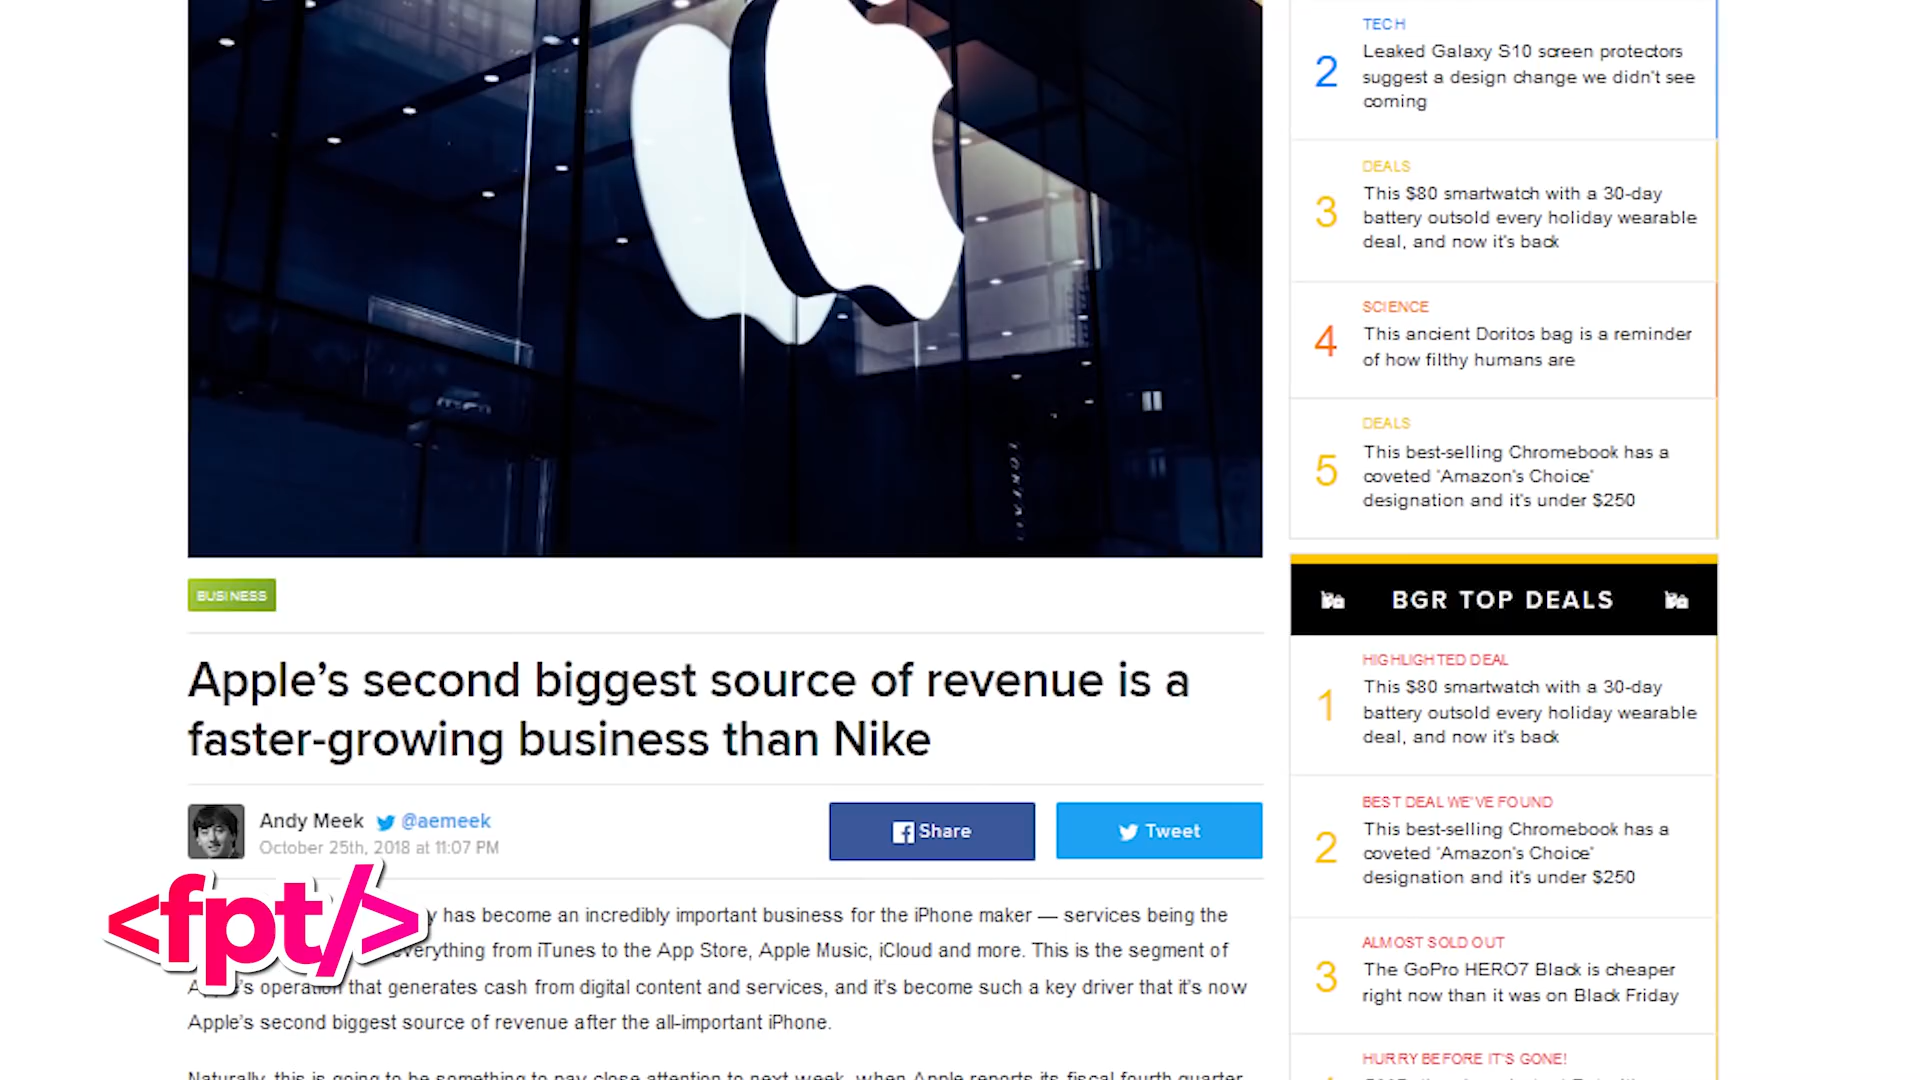 BUSINESS
Apple’s second biggest source of revenue is a
faster-growing business than Nike
Andy Meek @aemeek
October 25th, 2018 at 11:07 PM
Share
Tweet
<fpt/>
y has become an incredibly important business for the iPhone maker — services being the
everything from iTunes to the App Store, Apple Music, iCloud and more. This is the segment of
Apple’s operation that generates cash from digital content and services, and it’s become such a key driver that it’s now
Apple’s second biggest source of revenue after the all-important iPhone.
Naturally, this is going to be something to pay close attention to next week, when Apple reports its fiscal fourth quarter
TECH
2
Leaked Galaxy S10 screen protectors
suggest a design change we didn't see
coming
DEALS
3
This $80 smartwatch with a 30-day
battery outsold every holiday wearable
deal, and now it's back
SCIENCE
4
This ancient Doritos bag is a reminder
of how filthy humans are
DEALS
5
This best-selling Chromebook has a
coveted 'Amazon's Choice'
designation and it's under $250
BGR TOP DEALS
HIGHLIGHTED DEAL
1
This $80 smartwatch with a 30-day
battery outsold every holiday wearable
deal, and now it's back
BEST DEAL WE'VE FOUND
2
This best-selling Chromebook has a
coveted 'Amazon's Choice'
designation and it's under $250
ALMOST SOLD OUT
3
The GoPro HERO7 Black is cheaper
right now than it was on Black Friday
HURRY BEFORE IT'S GONE!